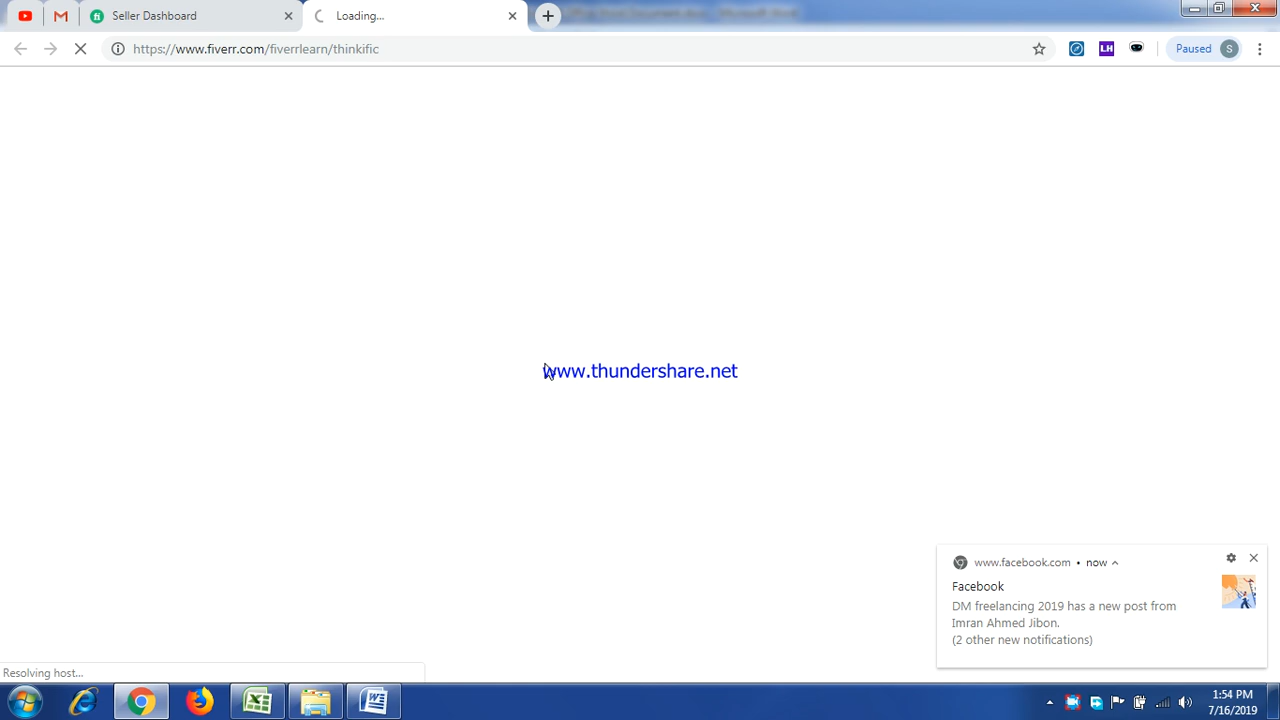 Seller Dashboard
Loading...
https://www.fiverr.com/fiverrlearn/thinkific
LH
Paused
S
www.thundershare.net
www.facebook.com • now
Facebook
DM freelancing 2019 has a new post from
Imran Ahmed Jibon.
(2 other new notifications)
Resolving host...
1:54 PM
7/16/2019